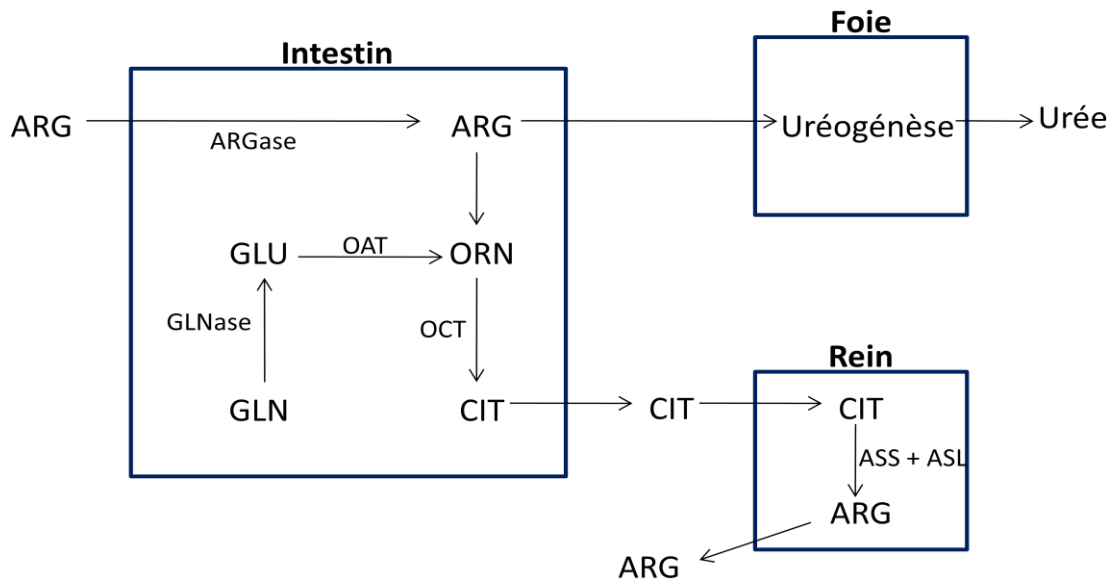 Foie
Intestin
ARG
ARGase
ARG
Uréogénèse
Urée
GLU
OAT
ORN
GLNase
OCT
Rein
GLN
CIT
CIT
CIT
ASS + ASL
ARG
ARG